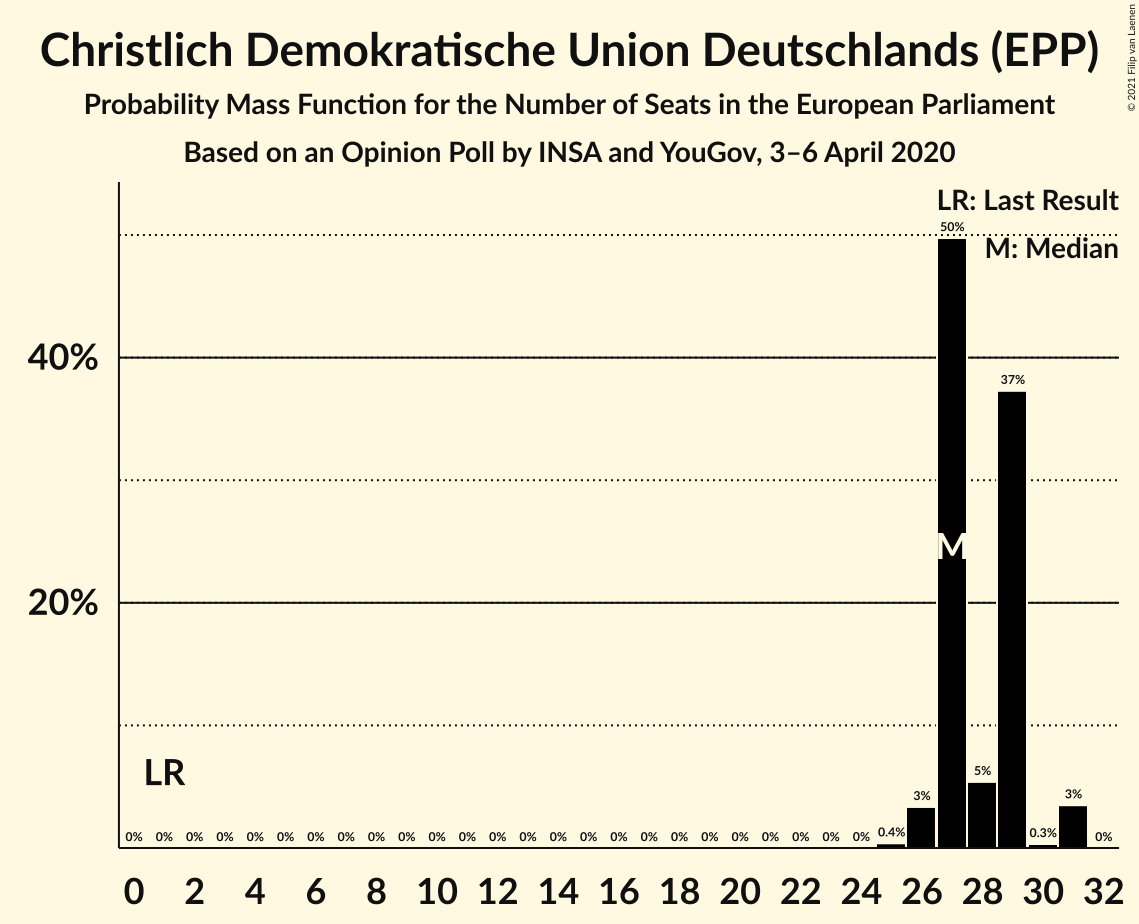 Christlich Demokratische Union Deutschlands (EPP)
Probability Mass Function for the Number of Seats in the European Parliament
Based on an Opinion Poll by INSA and YouGov, 3–6 April 2020
© 2021 Filip van Laenen
LR: Last Result
M: Median
50%
40%
37%
M
20%
LR
5%
3%
3%
0% 0% 0% 0% 0% 0% 0% 0% 0% 0% 0% 0% 0% 0% 0% 0% 0% 0% 0% 0% 0% 0% 0% 0% 0% 0.4% 0.3% 0%
0 2 4 6 8 10 12 14 16 18 20 22 24 26 28 30 32